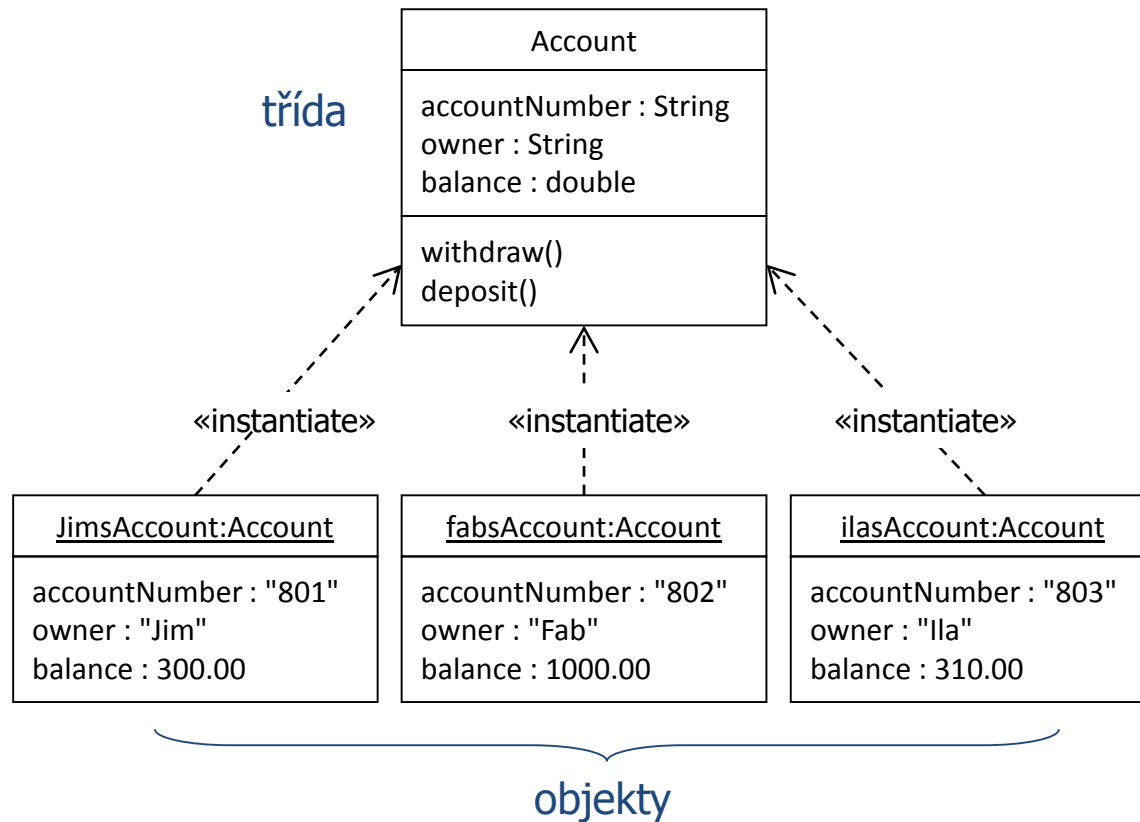 Account
třída
accountNumber : String
owner : String
balance : double
withdraw()
deposit()
«instantiate»
«instantiate»
«instantiate»
JimsAccount:Account
accountNumber : "801"
owner : "Jim"
balance : 300.00
fabsAccount:Account
accountNumber : "802"
owner : "Fab"
balance : 1000.00
ilasAccount:Account
accountNumber : "803"
owner : "Ila"
balance : 310.00
objekty